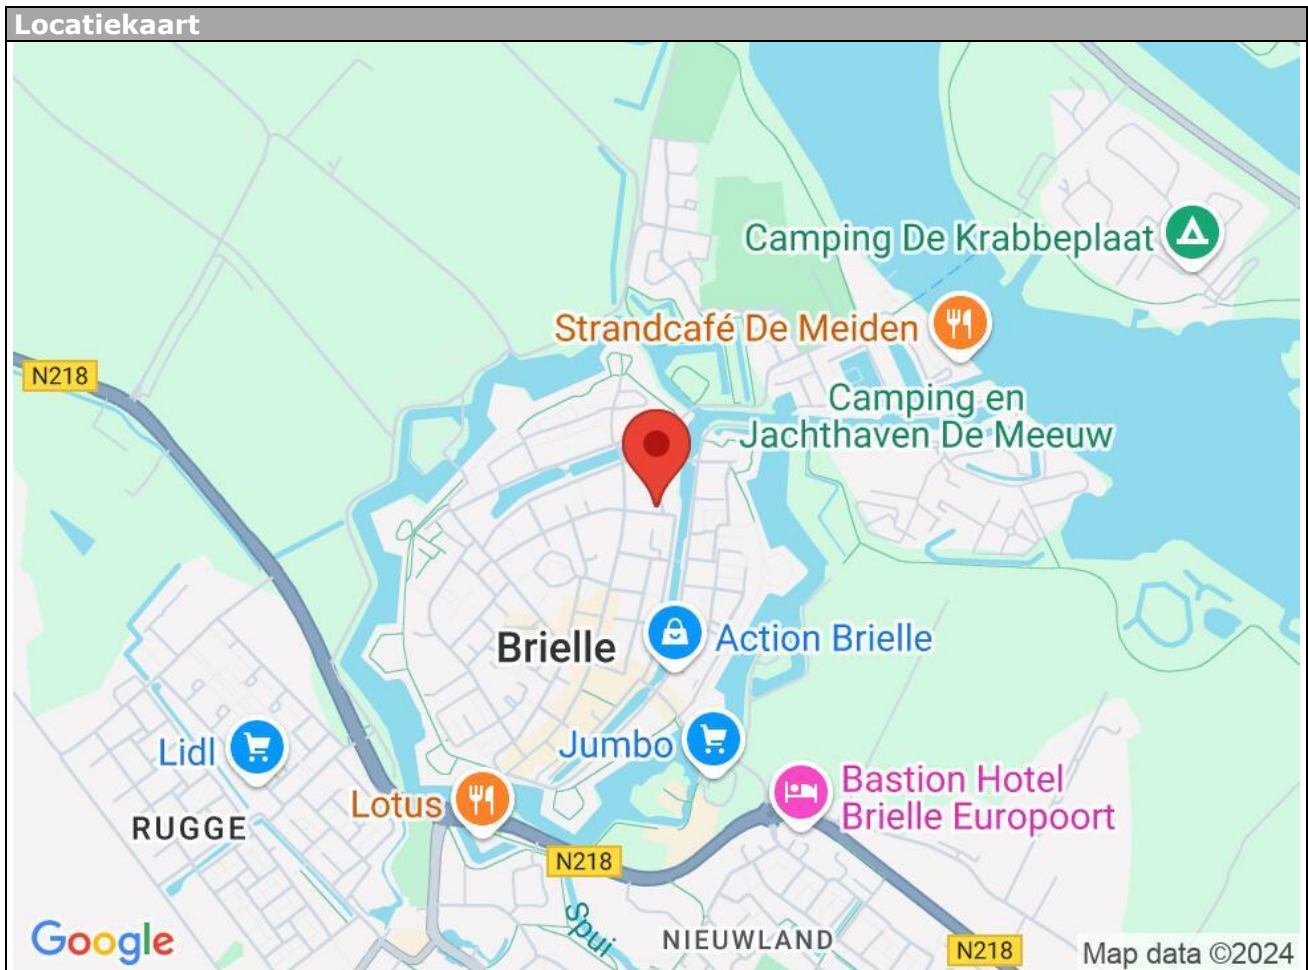 Locatiekaart
Camping De Krabbeplaat
Strandcafé De Meiden
N218
Camping en
Jachthaven De Meeuw
Brielle
Action Brielle
Lidl
Jumbo
Bastion Hotel
Brielle Europoort
Lotus
RUGGE
N218
Spui
NIEUWLAND
N218
Google
Map data ©2024